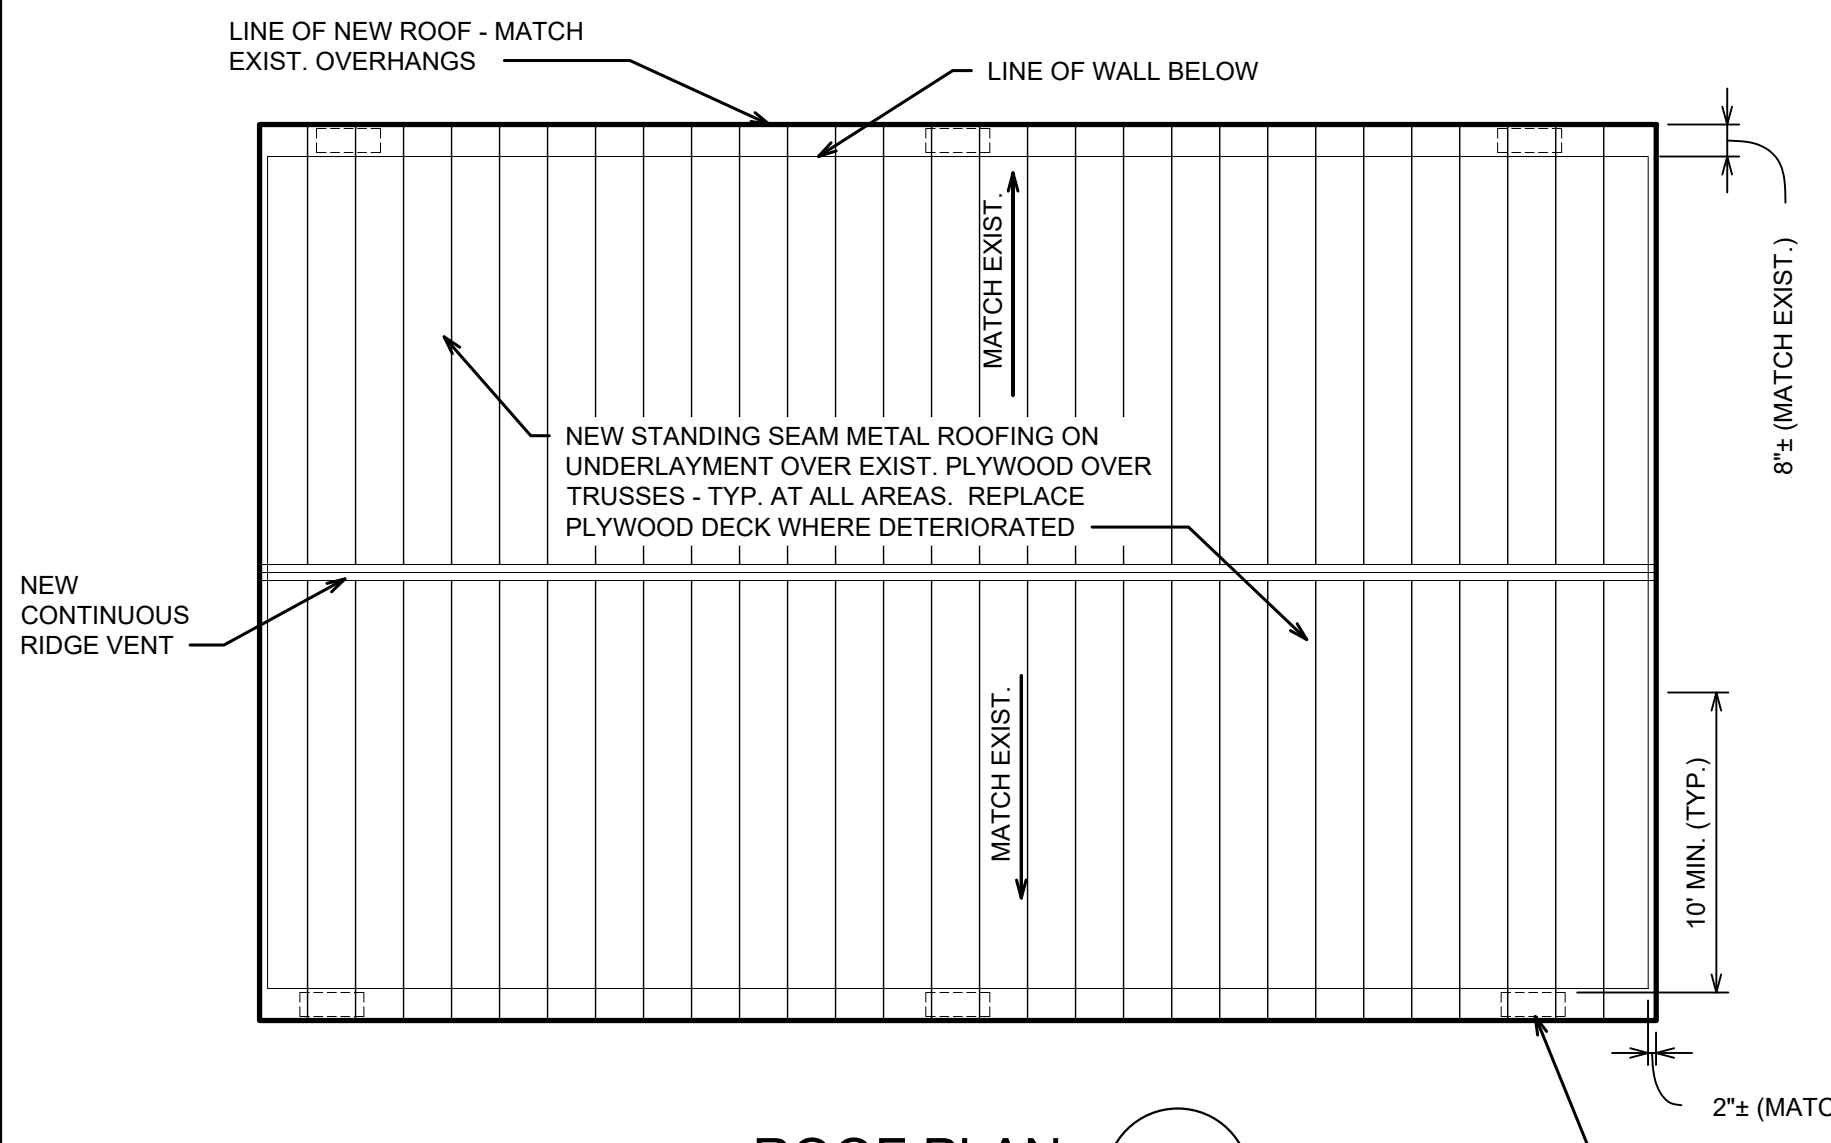 LINE OF NEW ROOF - MATCH
EXIST. OVERHANGS
LINE OF WALL BELOW
MATCH EXIST.
8"± (MATCH EXIST.)
NEW STANDING SEAM METAL ROOFING ON
UNDERLAYMENT OVER EXIST. PLYWOOD OVER
TRUSSES - TYP. AT ALL AREAS.  REPLACE
PLYWOOD DECK WHERE DETERIORATED
NEW
CONTINUOUS
RIDGE VENT
MATCH EXIST.
10' MIN. (TYP.)
2"± (MATC
ROOF PLAN